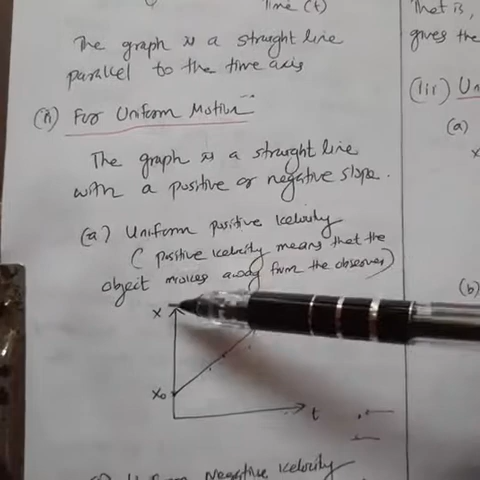 line (t)
The graph is a straight line
parallel to the time axis
(ii) For Uniform Motion :-
The graph is a straight line
with a positive or negative slope.
(a) Uniform positive velocity
( positive velocity means that the
object moves away from the observer)
x
x₀
t
Negative velocity
That is,
gives the
(iii) Un
(a)
x
(b)